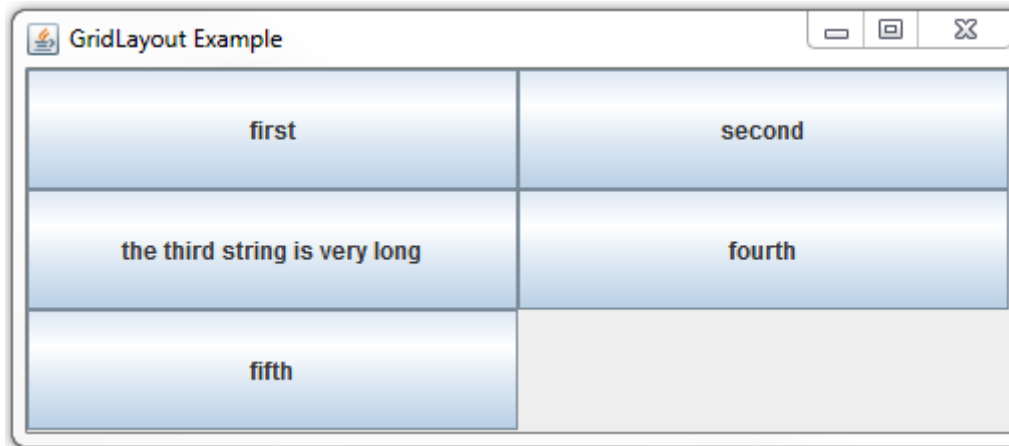 GridLayout Example
first
second
the third string is very long
fourth
fifth